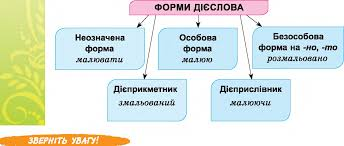 ФОРМИ ДІЄСЛОВА
Неозначена
форма
малювати
Особова
форма
малюю
Безособова
форма на -но, -то
розмальовано
Дієприкметник
змальований
Дієприслівник
малюючи
ЗВЕРНІТЬ УВАГУ!